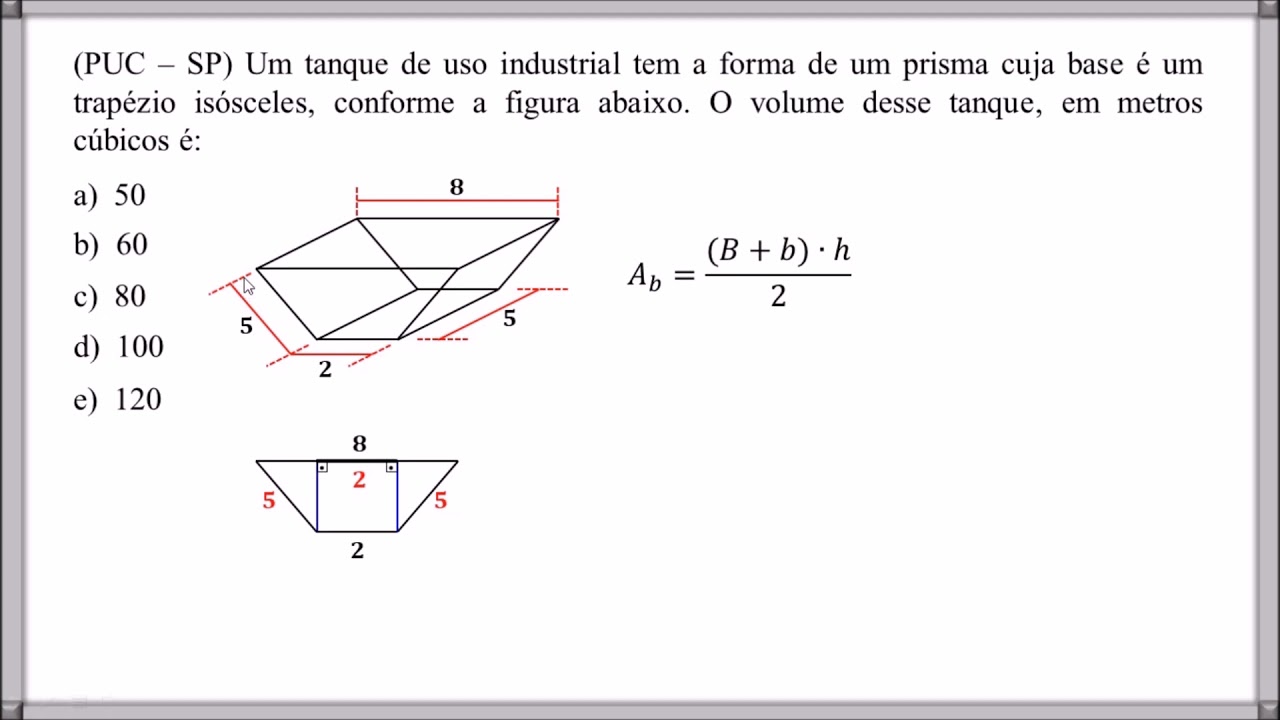 (PUC – SP) Um tanque de uso industrial tem a forma de um prisma cuja base é um
trapézio isósceles, conforme a figura abaixo. O volume desse tanque, em metros
cúbicos é:
a) 50
b) 60
c) 80
d) 100
e) 120
8
5
2
5
A_b = (B + b) · h / 2
8
2
5
5
2